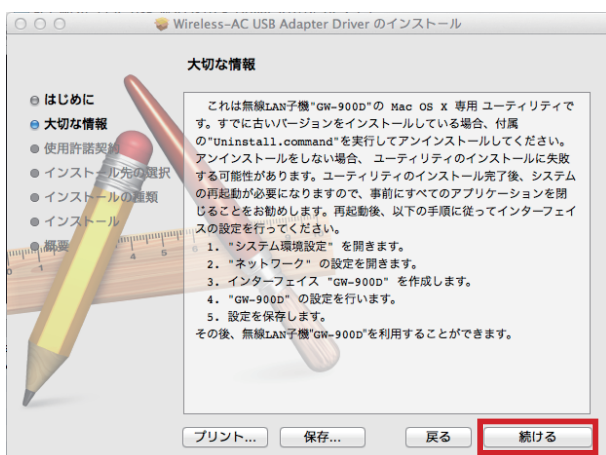 Wireless-AC USB Adapter Driver のインストール
大切な情報
はじめに
大切な情報
使用許諾契約
インストール先の選択
インストールの種類
インストール
概要
これは無線LAN子機"GW-900D"の Mac OS X 専用 ユーティリティで
す。すでに古いバージョンをインストールしている場合、付属
の"Uninstall.command"を実行してアンインストールしてください。
アンインストールをしない場合、 ユーティリティのインストールに失敗
する可能性があります。ユーティリティのインストール完了後、システム
の再起動が必要になりますので、事前にすべてのアプリケーションを閉
じることをお勧めします。再起動後、以下の手順に従ってインターフェイ
スの設定を行ってください。
1. "システム環境設定" を開きます。
2. "ネットワーク" の設定を開きます。
3. インターフェイス "GW-900D" を作成します。
4. "GW-900D" の設定を行います。
5. 設定を保存します。
その後、無線LAN子機"GW-900D"を利用することができます。
プリント...
保存...
戻る
続ける